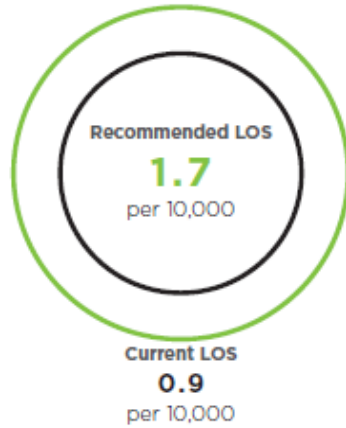 Recommended LOS
1.7
per 10,000
Current LOS
0.9
per 10,000